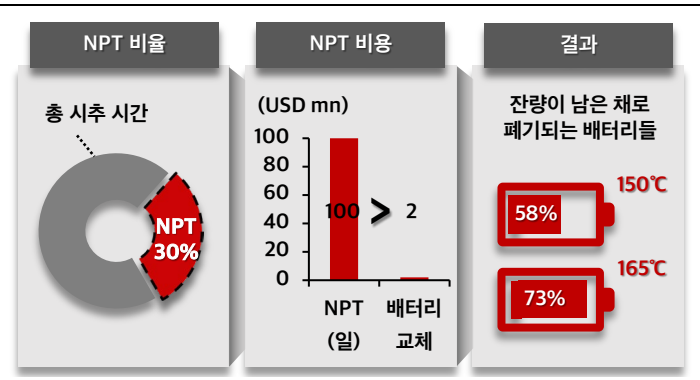 NPT 비율
총 시추 시간
NPT
30%
NPT 비용
(USD mn)
100
80
60
40
20
0
100 > 2
NPT
(일)
배터리
교체
결과
잔량이 남은 채로
폐기되는 배터리들
150℃
58%
165℃
73%